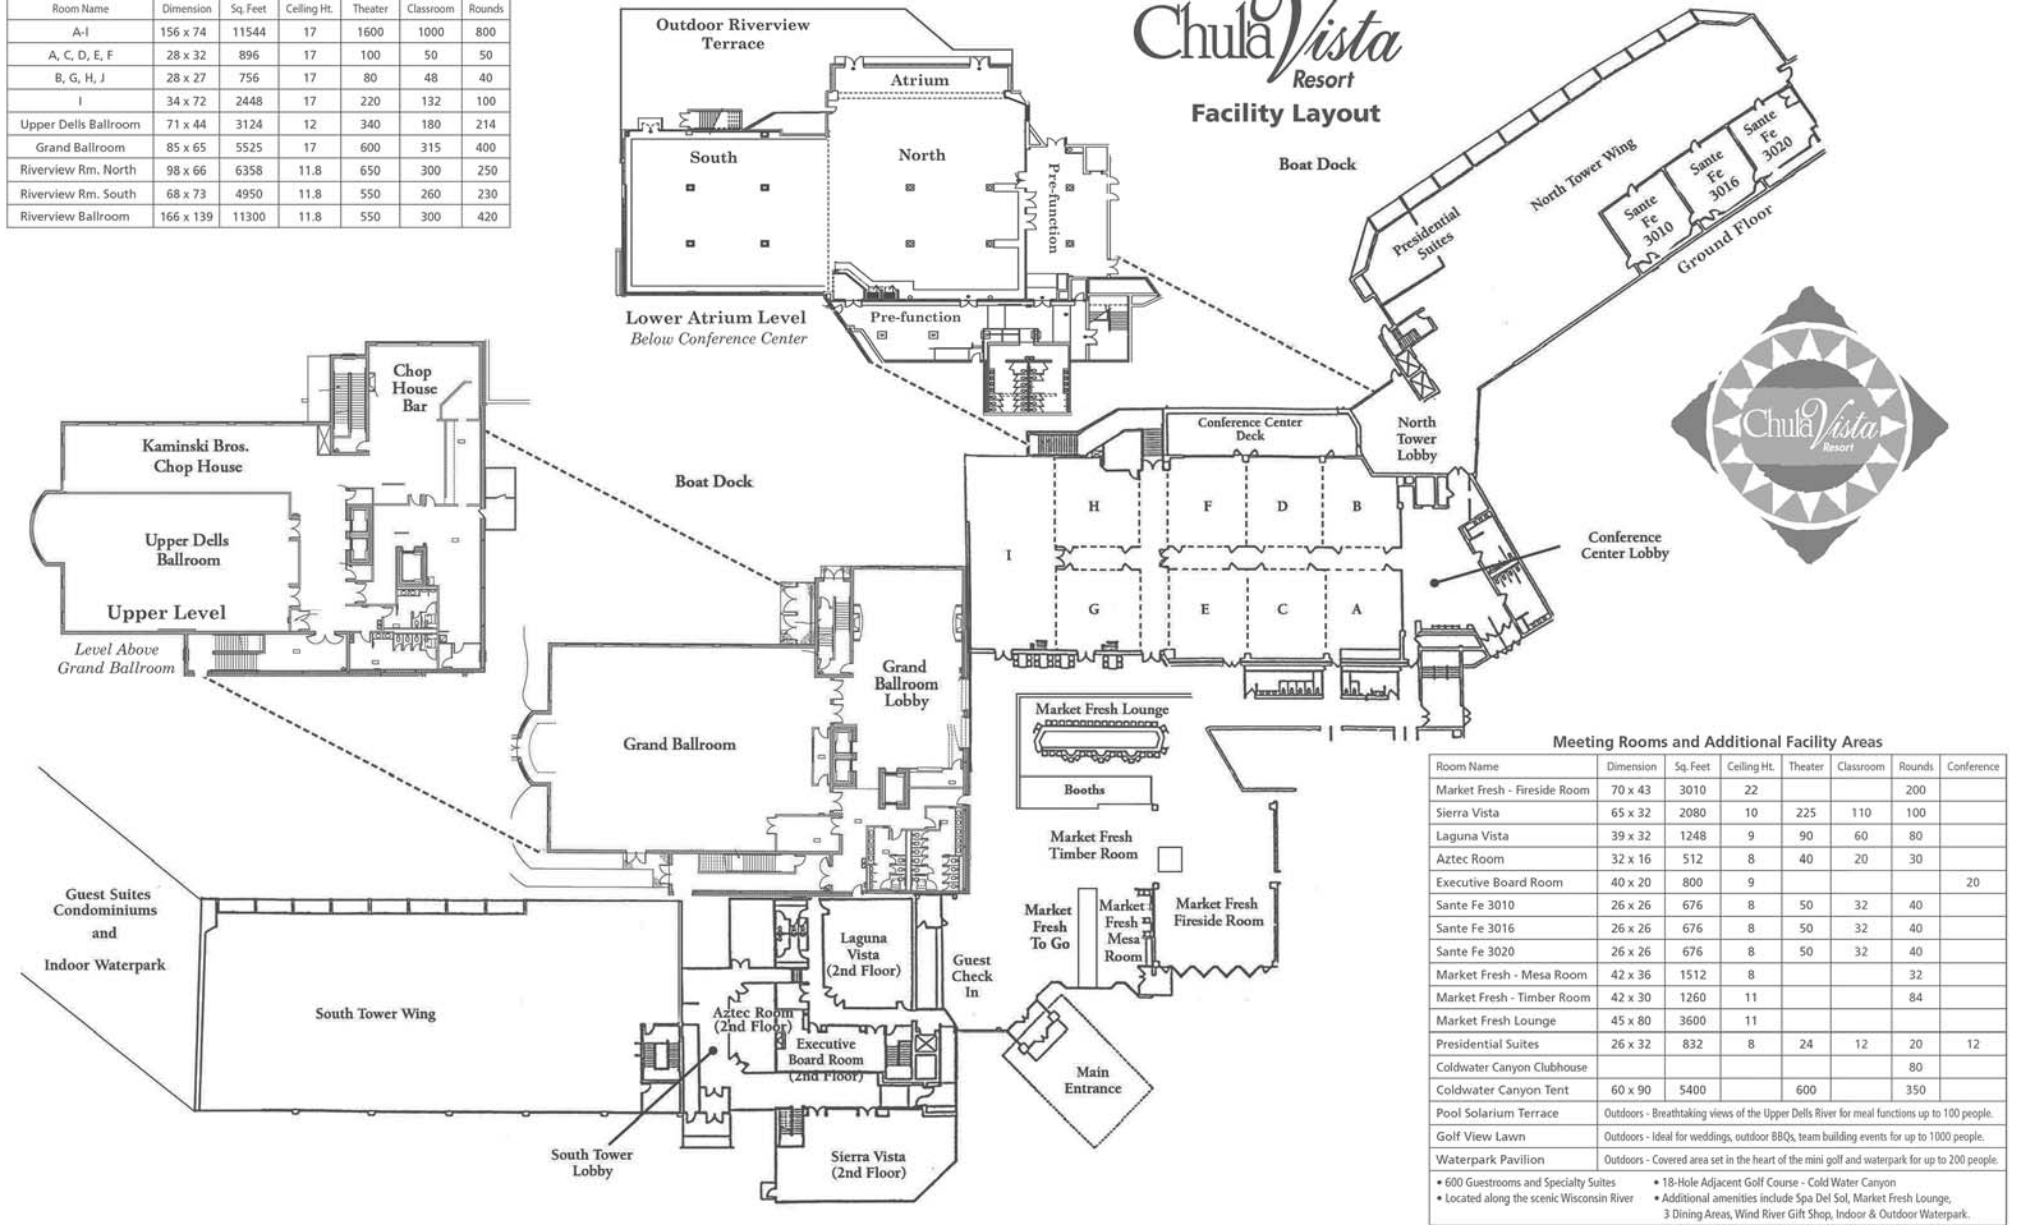 Room Name Dimension Sq. Feet Ceiling Ht. Theater Classroom Rounds
A-I 156 x 74 11544 17 1600 1000 800
A, C, D, E, F 28 x 32 896 17 100 50 50
B, G, H, J 28 x 27 756 17 80 48 40
I 34 x 72 2448 17 220 132 100
Upper Dells Ballroom 71 x 44 3124 12 340 180 214
Grand Ballroom 85 x 65 5525 17 600 315 400
Riverview Rm. North 98 x 66 6358 11.8 650 300 250
Riverview Rm. South 68 x 73 4950 11.8 550 260 230
Riverview Ballroom 166 x 139 11300 11.8 550 300 420
Outdoor Riverview
Terrace
Atrium
South
North
Pre-function
Pre-function
Lower Atrium Level
Below Conference Center
Chula Vista
Resort
Facility Layout
Boat Dock
North Tower Wing
Presidential
Suites
Sante
Fe
3010
Sante
Fe
3016
Sante
Fe
3020
Ground Floor
Chula Vista
Resort
Chop
House
Bar
Kaminski Bros.
Chop House
Upper Dells
Ballroom
Upper Level
Level Above
Grand Ballroom
Boat Dock
Conference Center
Deck
North
Tower
Lobby
H
F
D
B
I
G
E
C
A
Conference
Center Lobby
Grand
Ballroom
Lobby
Grand Ballroom
Market Fresh Lounge
Booths
Market Fresh
Timber Room
Market
Fresh
To Go
Market
Fresh
Mesa
Room
Market Fresh
Fireside Room
Guest Suites
Condominiums
and
Indoor Waterpark
South Tower Wing
Laguna
Vista
(2nd Floor)
Guest
Check
In
Aztec Room
(2nd Floor)
Executive
Board Room
(2nd Floor)
Main
Entrance
South Tower
Lobby
Sierra Vista
(2nd Floor)
Meeting Rooms and Additional Facility Areas
Room Name Dimension Sq. Feet Ceiling Ht. Theater Classroom Rounds Conference
Market Fresh - Fireside Room 70 x 43 3010 22 200
Sierra Vista 65 x 32 2080 10 225 110 100
Laguna Vista 39 x 32 1248 9 90 60 80
Aztec Room 32 x 16 512 8 40 20 30
Executive Board Room 40 x 20 800 9 20
Sante Fe 3010 26 x 26 676 8 50 32 40
Sante Fe 3016 26 x 26 676 8 50 32 40
Sante Fe 3020 26 x 26 676 8 50 32 40
Market Fresh - Mesa Room 42 x 36 1512 8 32
Market Fresh - Timber Room 42 x 30 1260 11 84
Market Fresh Lounge 45 x 80 3600 11
Presidential Suites 26 x 32 832 8 24 12 20 12
Coldwater Canyon Clubhouse 80
Coldwater Canyon Tent 60 x 90 5400 600 350
Pool Solarium Terrace Outdoors - Breathtaking views of the Upper Dells River for meal functions up to 100 people.
Golf View Lawn Outdoors - Ideal for weddings, outdoor BBQs, team building events for up to 1000 people.
Waterpark Pavilion Outdoors - Covered area set in the heart of the mini golf and waterpark for up to 200 people.
• 600 Guestrooms and Specialty Suites • 18-Hole Adjacent Golf Course - Cold Water Canyon
• Located along the scenic Wisconsin River • Additional amenities include Spa Del Sol, Market Fresh Lounge,
3 Dining Areas, Wind River Gift Shop, Indoor & Outdoor Waterpark.